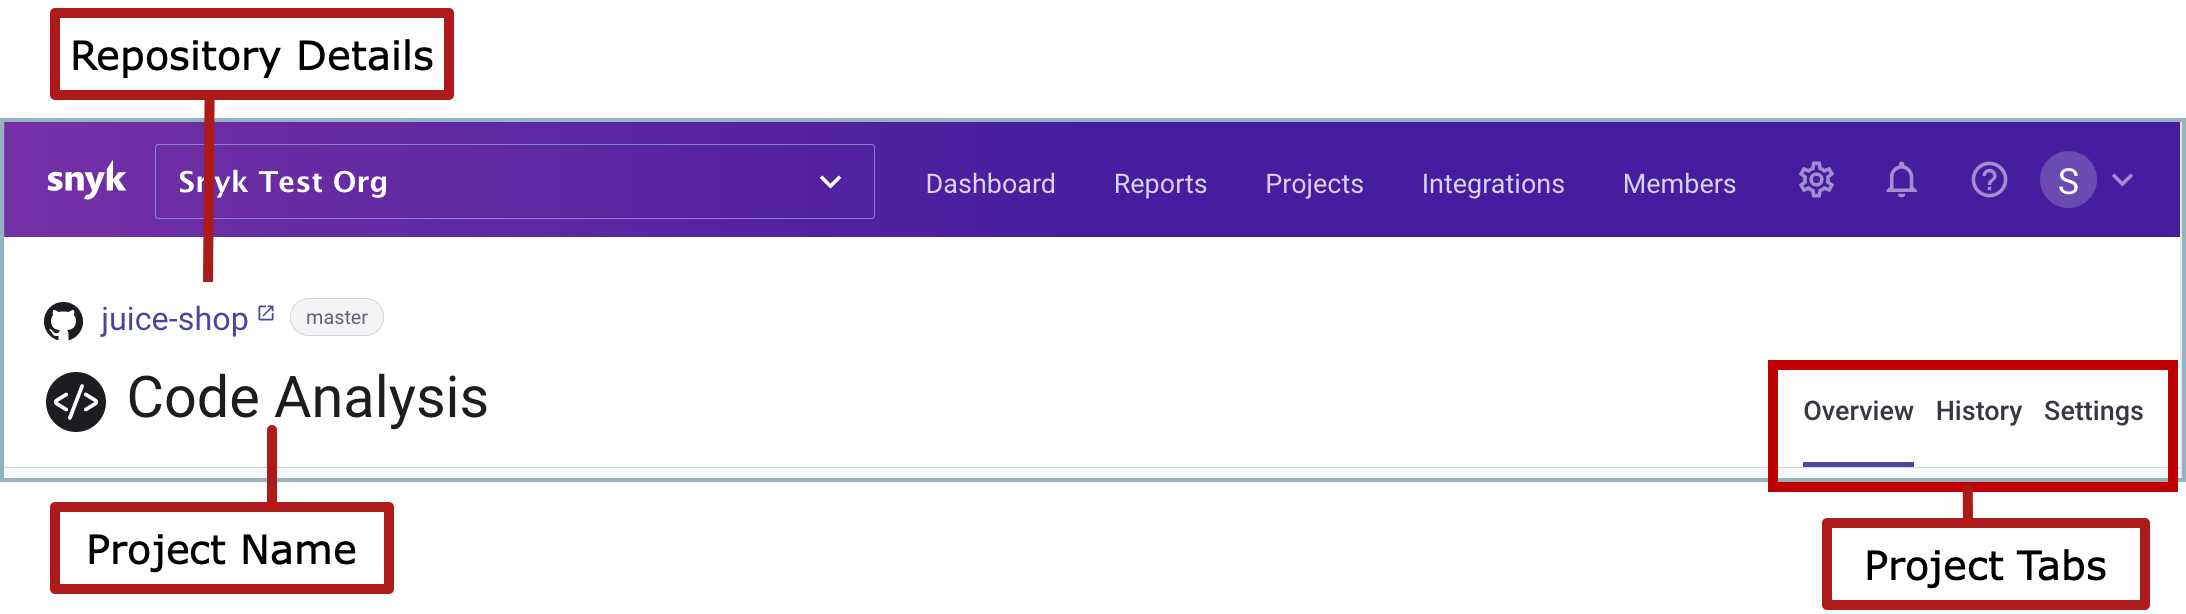 Repository Details
snyk
Snyk Test Org
Dashboard
Reports
Projects
Integrations
Members
S
juice-shop
master
Code Analysis
Overview
History
Settings
Project Name
Project Tabs